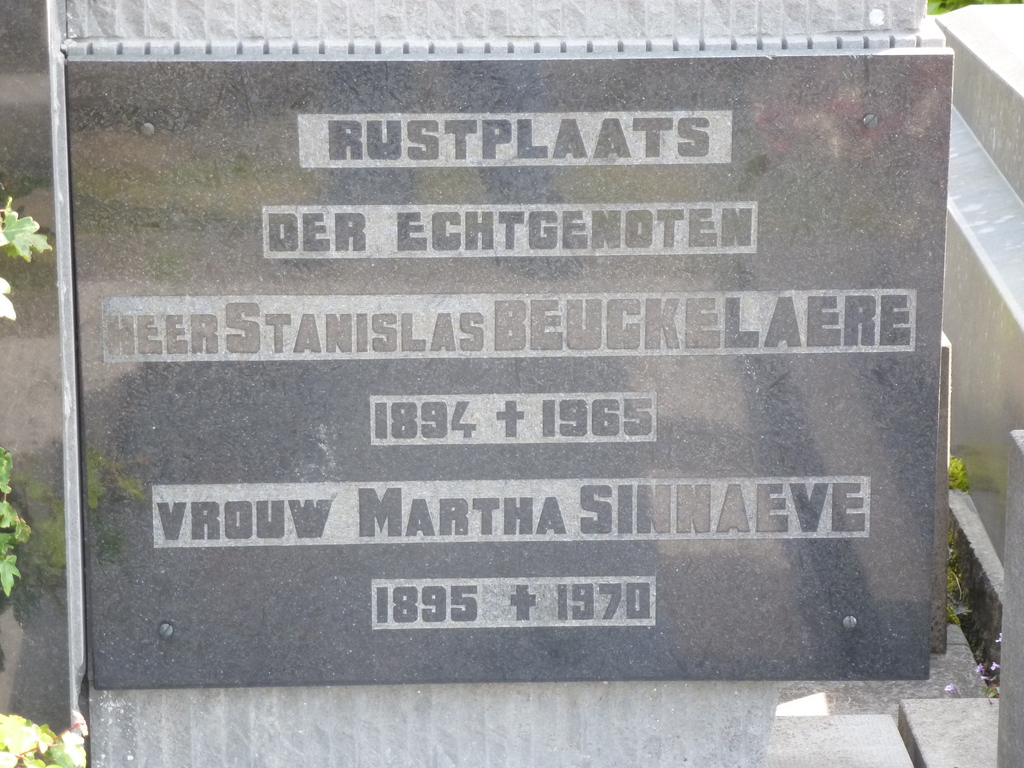 RUSTPLAATS
DER ECHTGENOTEN
HEER STANISLAS BEUCKELAERE
1894 ✝ 1965
VROUW MARTHA SINNAEVE
1895 ✝ 1970